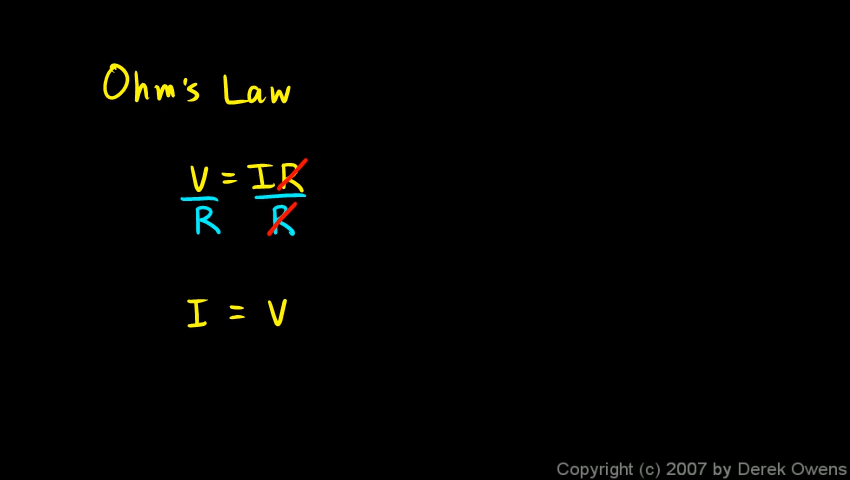 Ohm's Law
V = IR
R R
I = V
Copyright (c) 2007 by Derek Owens